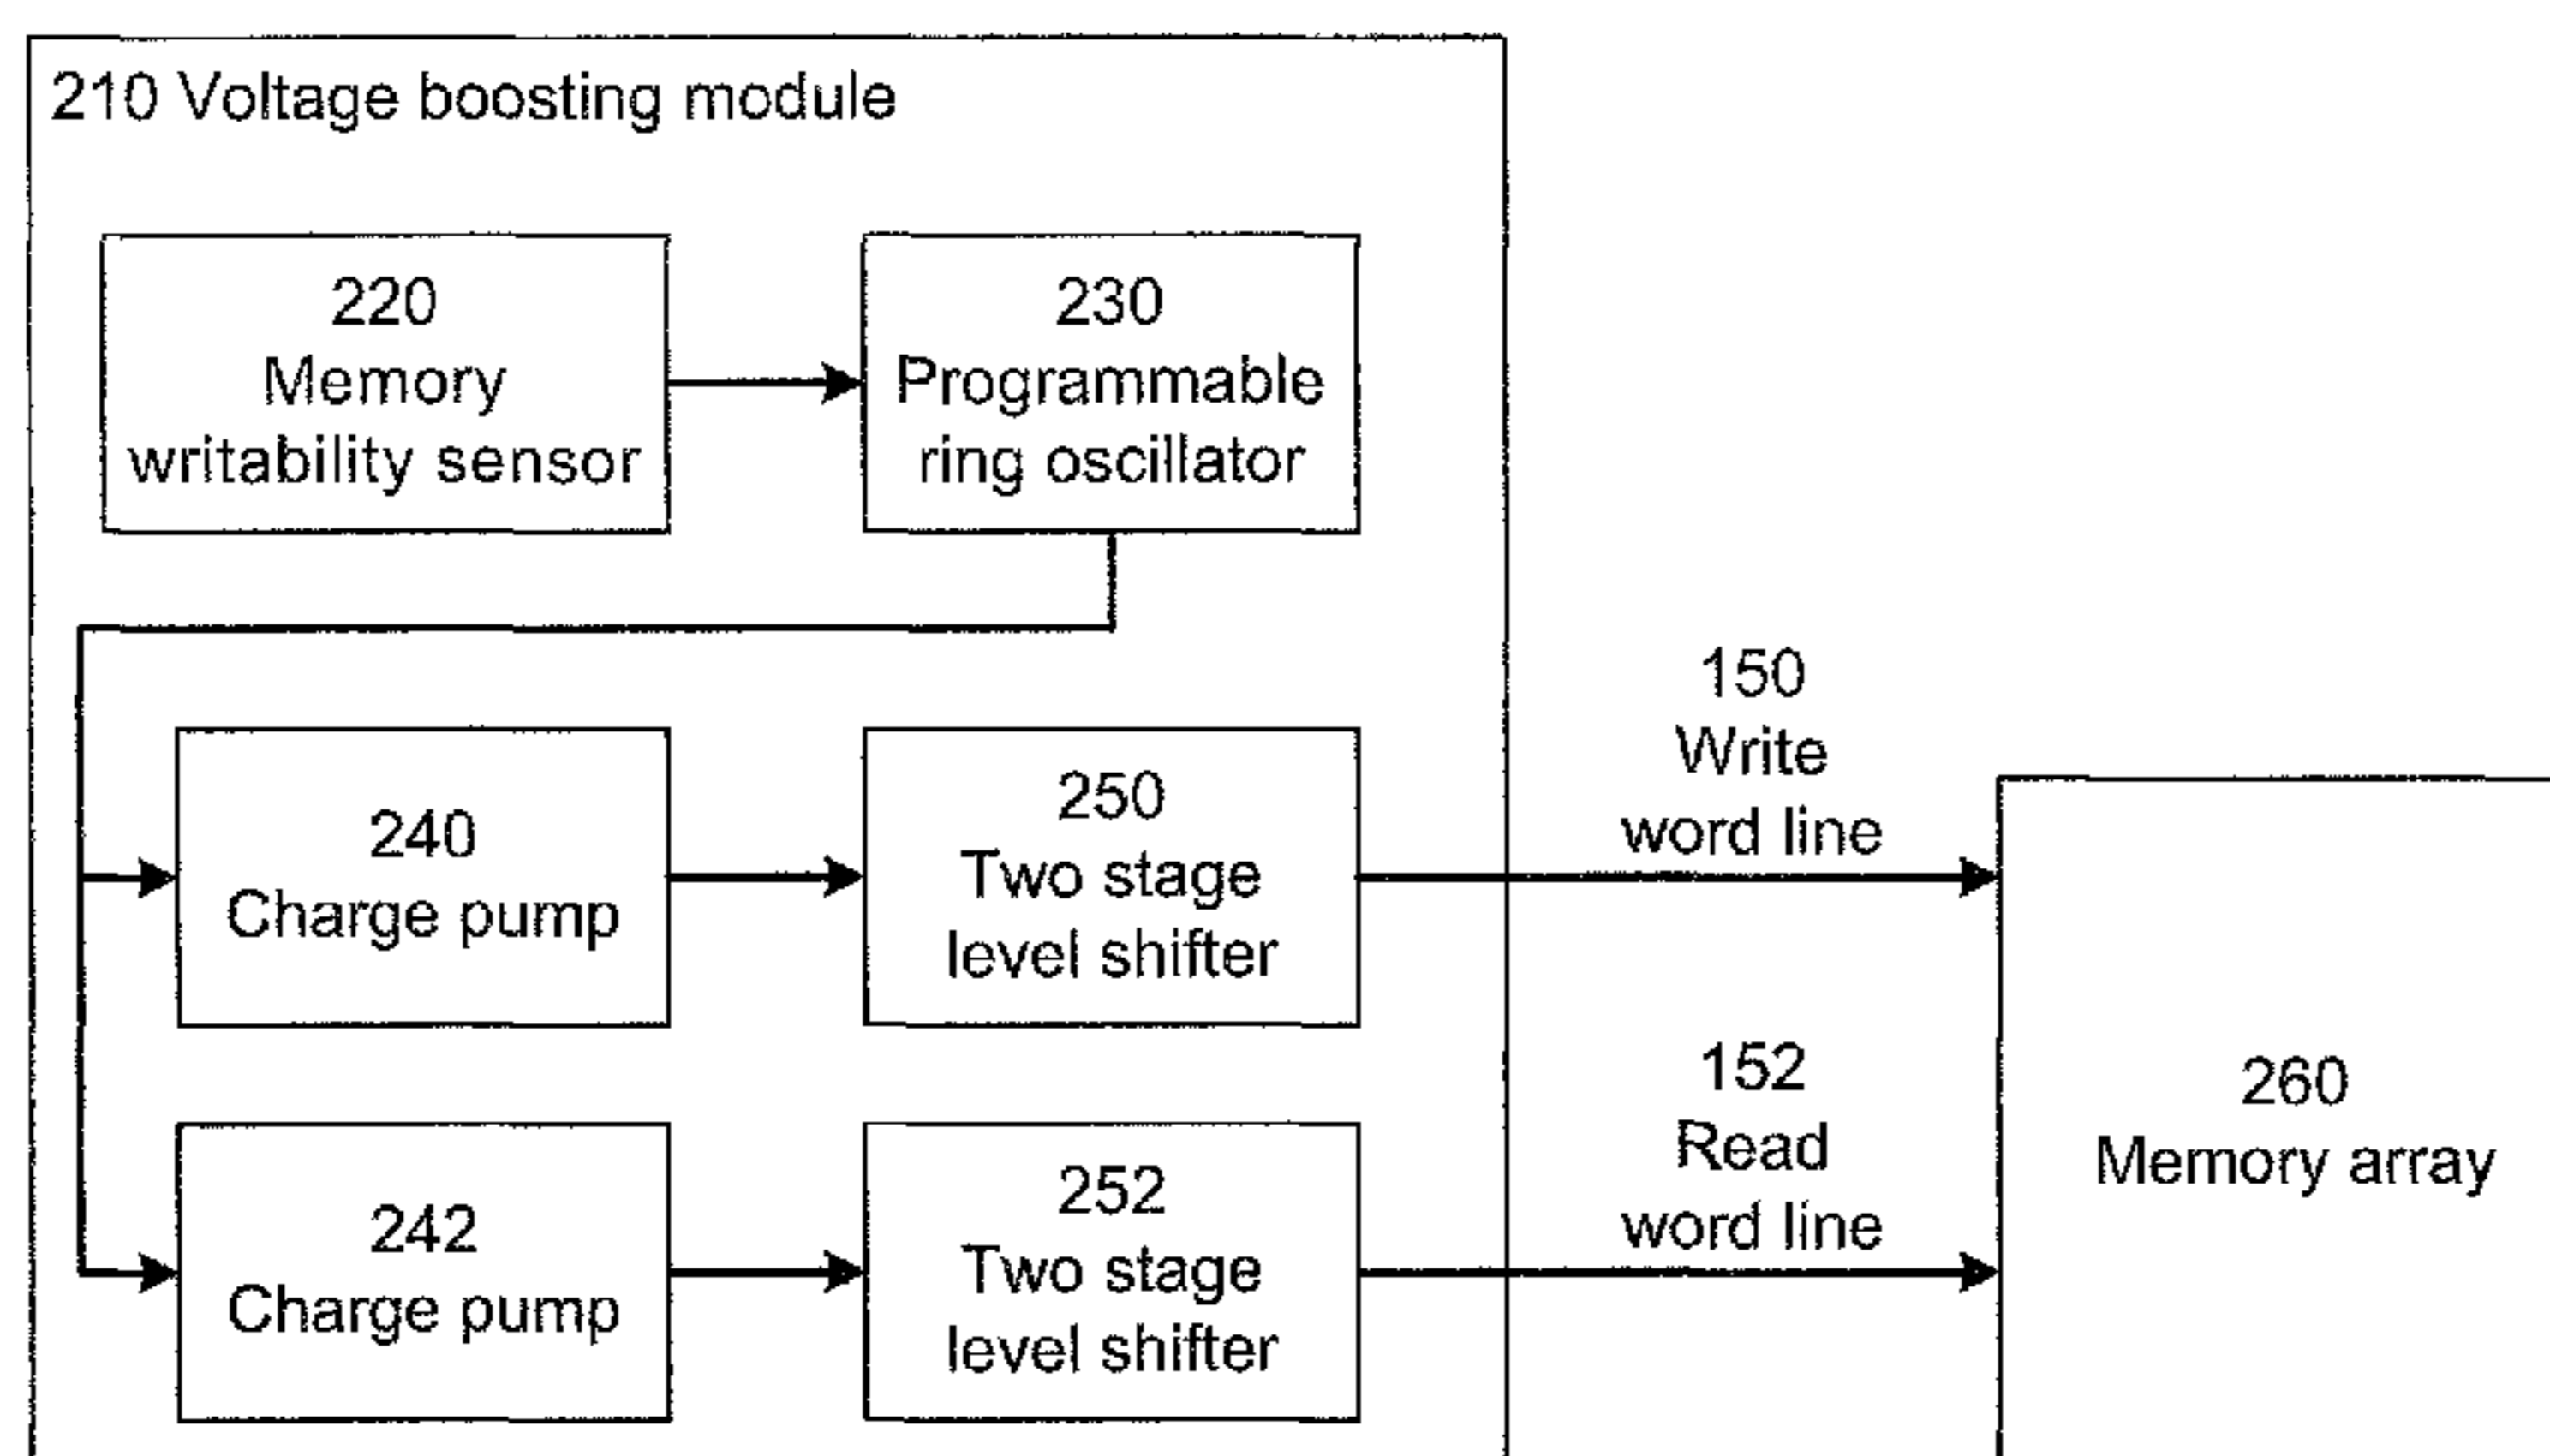 210 Voltage boosting module
220
Memory
writability sensor
230
Programmable
ring oscillator
240
Charge pump
250
Two stage
level shifter
150
Write
word line
242
Charge pump
252
Two stage
level shifter
152
Read
word line
260
Memory array